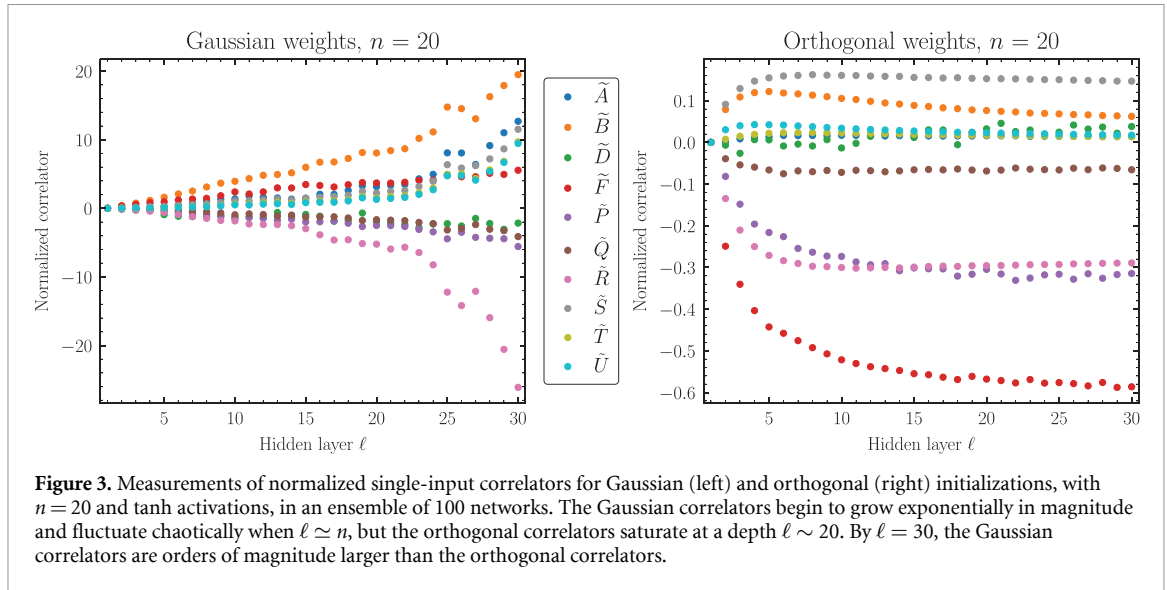 Gaussian weights, n = 20
Normalized correlator
20
10
0
−10
−20
5
10
15
20
25
30
Hidden layer ℓ
Ã
B̃
D̃
F̃
P̃
Q̃
R̃
S̃
T̃
Ũ
Orthogonal weights, n = 20
Normalized correlator
0.1
0.0
−0.1
−0.2
−0.3
−0.4
−0.5
−0.6
5
10
15
20
25
30
Hidden layer ℓ
Figure 3. Measurements of normalized single-input correlators for Gaussian (left) and orthogonal (right) initializations, with
n = 20 and tanh activations, in an ensemble of 100 networks. The Gaussian correlators begin to grow exponentially in magnitude
and fluctuate chaotically when ℓ ≃ n, but the orthogonal correlators saturate at a depth ℓ ∼ 20. By ℓ = 30, the Gaussian
correlators are orders of magnitude larger than the orthogonal correlators.